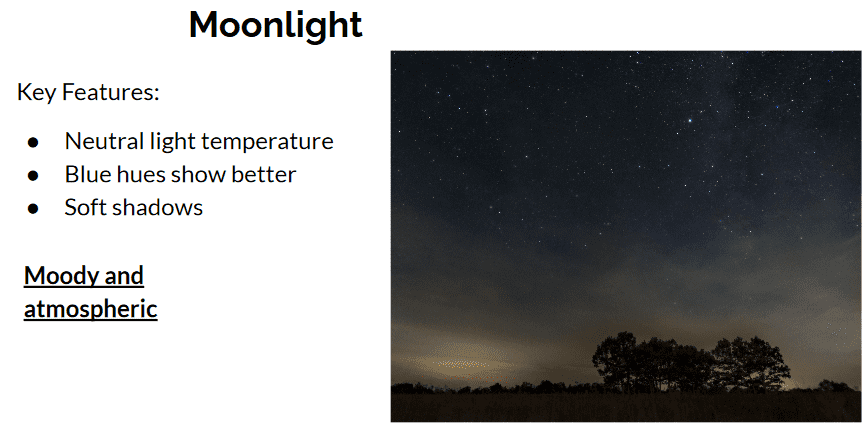 Moonlight
Key Features:
● Neutral light temperature
● Blue hues show better
● Soft shadows
Moody and
atmospheric